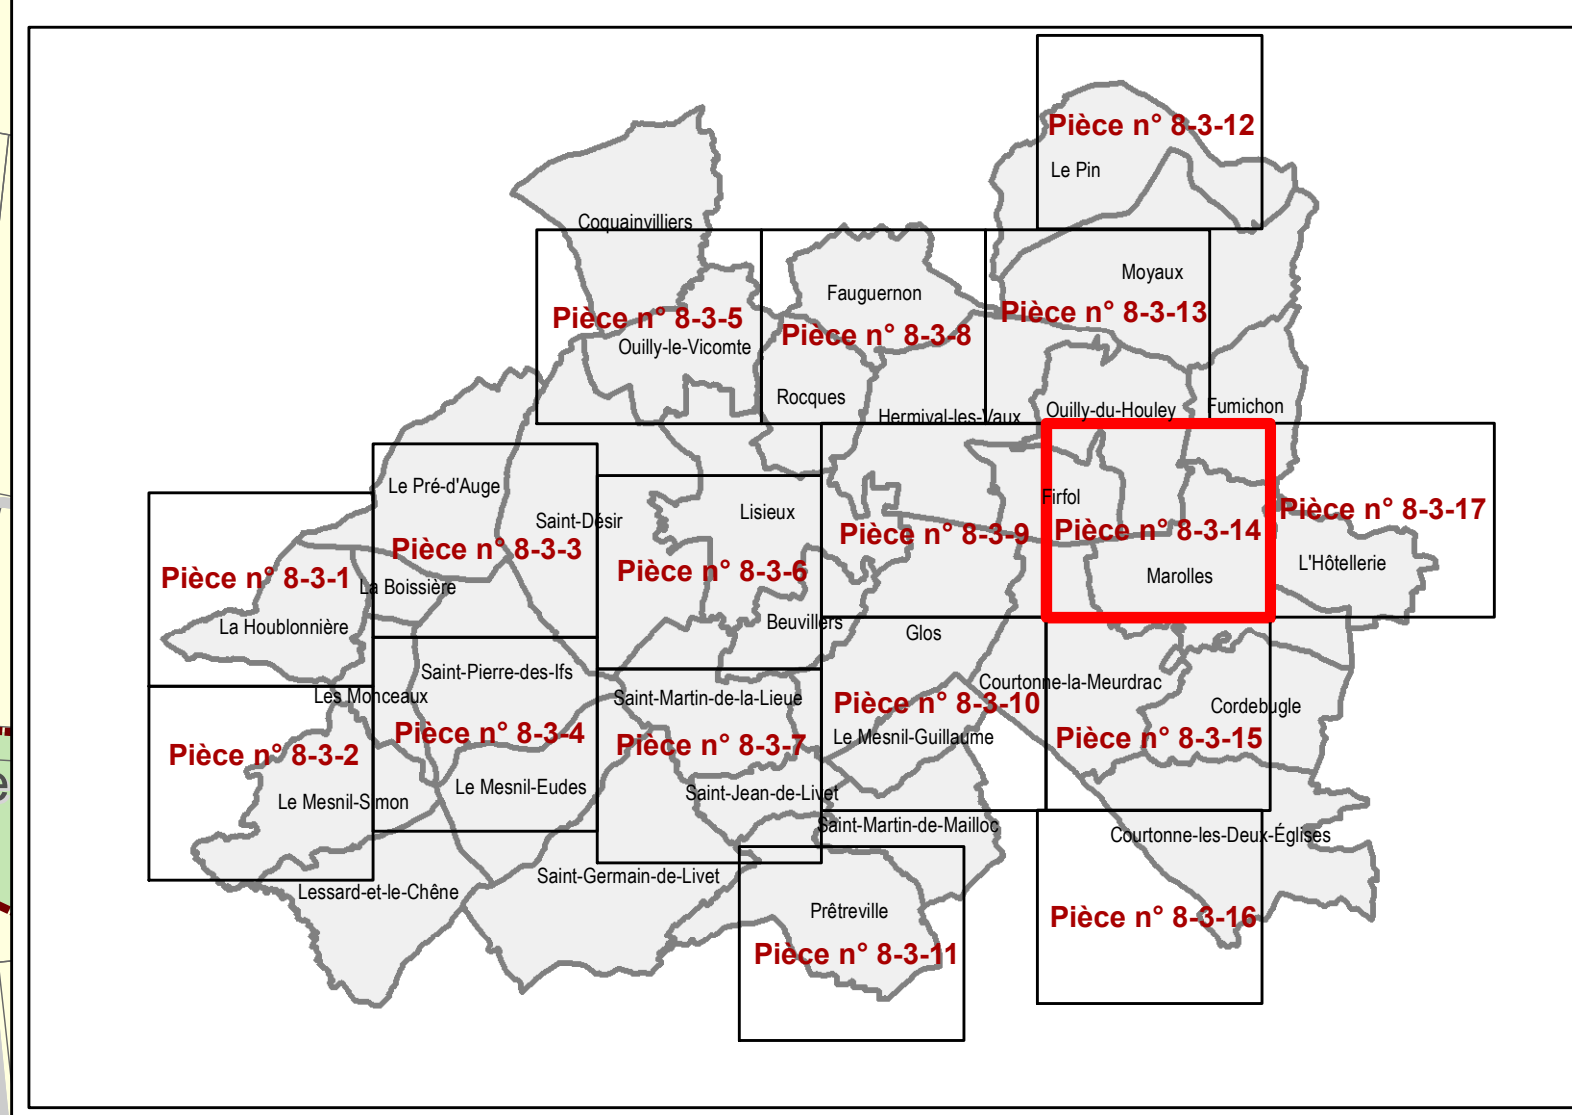 Pièce n° 8-3-12
Le Pin
Coquainvilliers
Moyaux
Fauguernon
Pièce n° 8-3-13
Pièce n° 8-3-5
Pièce n° 8-3-8
Ouilly-le-Vicomte
Rocques
Hermival-les-Vaux
Ouilly-du-Houley
Fumichon
Le Pré-d'Auge
Firfol
Lisieux
Saint-Désir
Pièce n° 8-3-17
Pièce n° 8-3-9
Pièce n° 8-3-14
Pièce n° 8-3-3
L'Hôtellerie
Pièce n° 8-3-6
Marolles
Pièce n° 8-3-1
La Boissière
La Houblonnière
Beuvillers
Glos
Saint-Pierre-des-Ifs
Courtonne-la-Meurdrac
Les Monceaux
Saint-Martin-de-la-Lieue
Pièce n° 8-3-10
Cordebugle
Pièce n° 8-3-4
Le Mesnil-Guillaume
Pièce n° 8-3-15
Pièce n° 8-3-7
Pièce n° 8-3-2
Le Mesnil-Eudes
Saint-Jean-de-Livet
Le Mesnil-Simon
e
Saint-Martin-de-Mailloc
Courtonne-les-Deux-Églises
Saint-Germain-de-Livet
Lessard-et-le-Chêne
Prêtreville
Pièce n° 8-3-16
Pièce n° 8-3-11